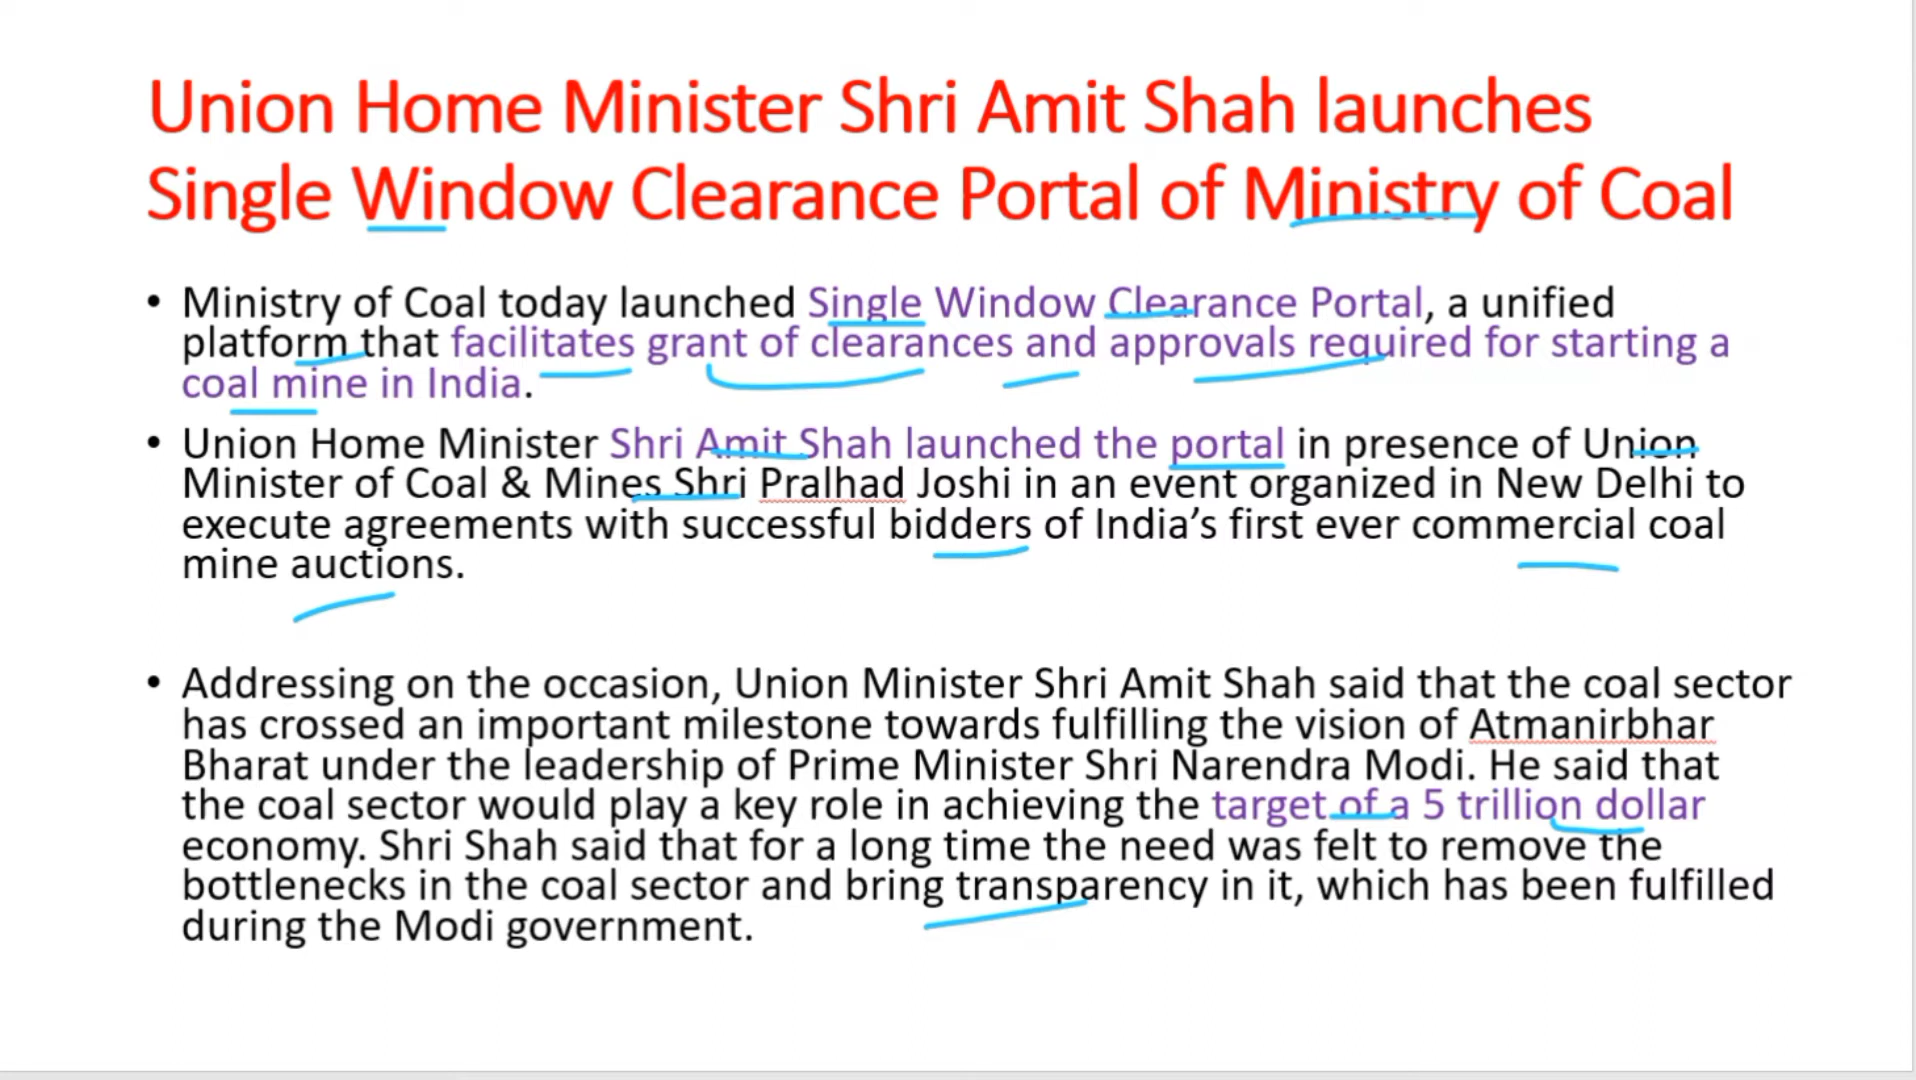 Union Home Minister Shri Amit Shah launches
Single Window Clearance Portal of Ministry of Coal
• Ministry of Coal today launched Single Window Clearance Portal, a unified
platform that facilitates grant of clearances and approvals required for starting a
coal mine in India.
• Union Home Minister Shri Amit Shah launched the portal in presence of Union
Minister of Coal & Mines Shri Pralhad Joshi in an event organized in New Delhi to
execute agreements with successful bidders of India’s first ever commercial coal
mine auctions.
• Addressing on the occasion, Union Minister Shri Amit Shah said that the coal sector
has crossed an important milestone towards fulfilling the vision of Atmanirbhar
Bharat under the leadership of Prime Minister Shri Narendra Modi. He said that
the coal sector would play a key role in achieving the target of a 5 trillion dollar
economy. Shri Shah said that for a long time the need was felt to remove the
bottlenecks in the coal sector and bring transparency in it, which has been fulfilled
during the Modi government.